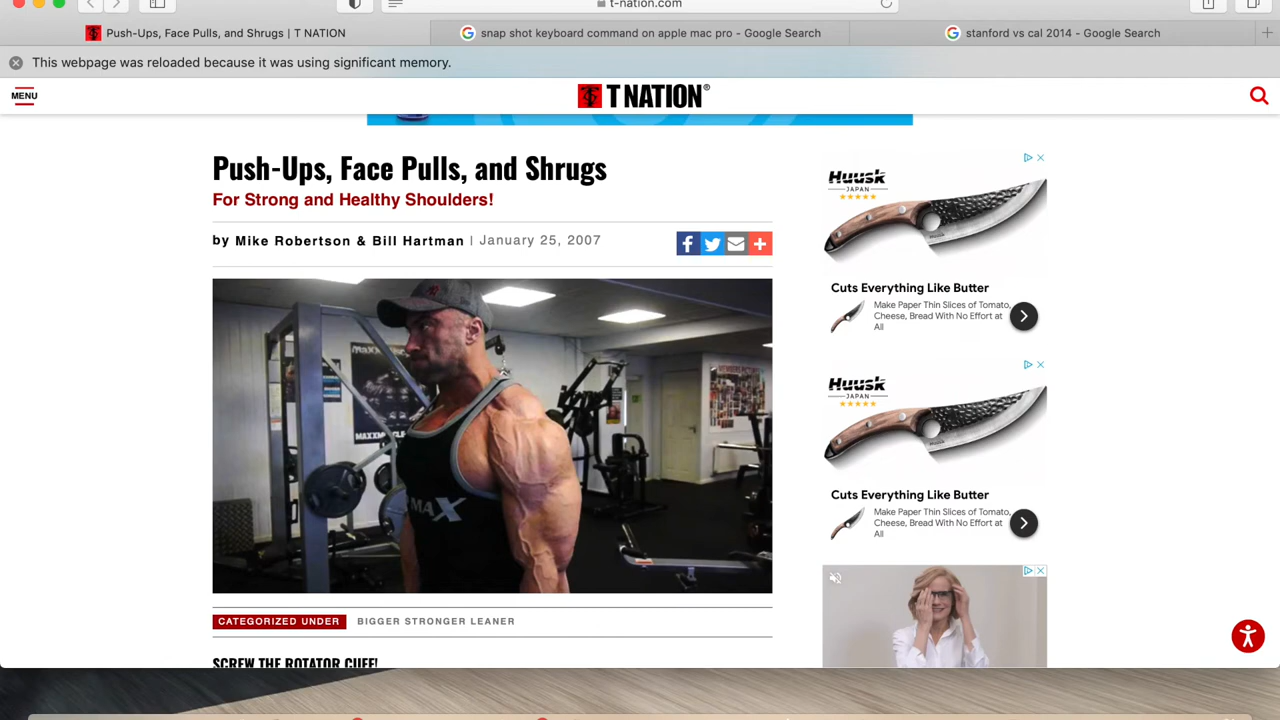 t-nation.com
Push-Ups, Face Pulls, and Shrugs | T NATION
snap shot keyboard command on apple mac pro - Google Search
stanford vs cal 2014 - Google Search
This webpage was reloaded because it was using significant memory.
MENU
T NATION®
Push-Ups, Face Pulls, and Shrugs
For Strong and Healthy Shoulders!
by Mike Robertson & Bill Hartman | January 25, 2007
MAXXMUSCLE
MAX
CATEGORIZED UNDER BIGGER STRONGER LEANER
SCREW THE ROTATOR CUFF!
Huusk
JAPAN
Cuts Everything Like Butter
Make Paper Thin Slices of Tomato,
Cheese, Bread With No Effort at
All
Huusk
JAPAN
Cuts Everything Like Butter
Make Paper Thin Slices of Tomato,
Cheese, Bread With No Effort at
All